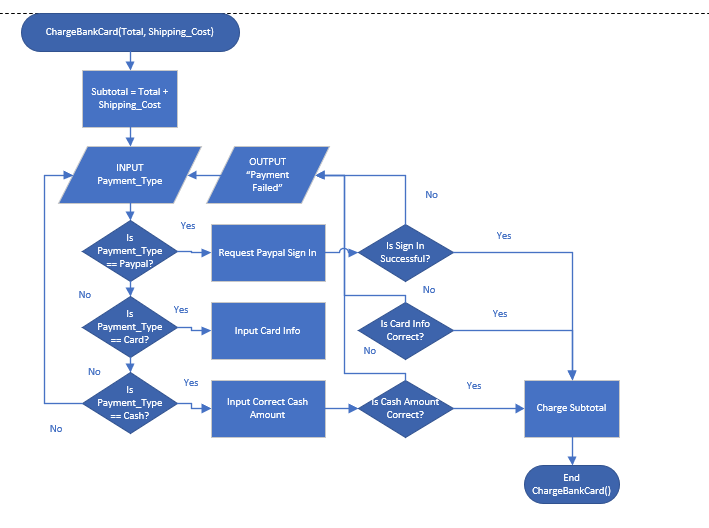 ChargeBankCard(Total, Shipping_Cost)
Subtotal = Total +
Shipping_Cost
INPUT
Payment_Type
OUTPUT
"Payment
Failed"
No
Is
Payment_Type
== Paypal?
Yes
Request Paypal Sign In
Is Sign In
Successful?
Yes
No
No
Is
Payment_Type
== Card?
Yes
Input Card Info
Is Card Info
Correct?
Yes
No
No
Is
Payment_Type
== Cash?
Yes
Input Correct Cash
Amount
Is Cash Amount
Correct?
Yes
Charge Subtotal
No
End
ChargeBankCard()